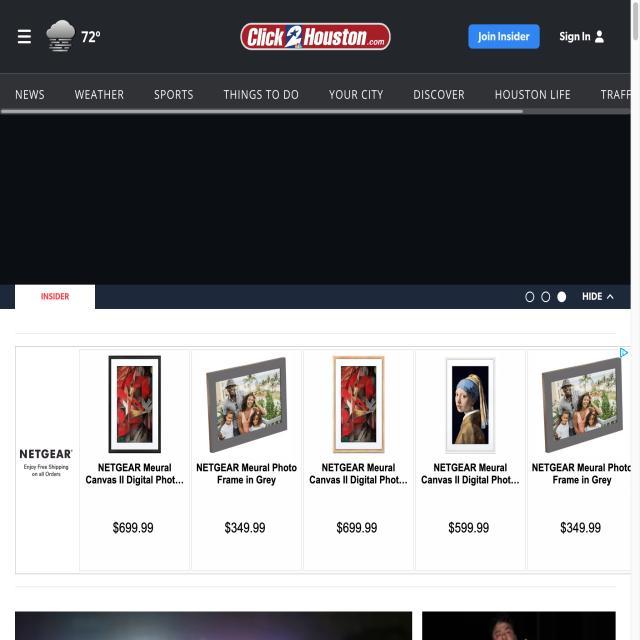 72°
Click2Houston.com
Join Insider
Sign In
NEWS
WEATHER
SPORTS
THINGS TO DO
YOUR CITY
DISCOVER
HOUSTON LIFE
TRAFF
INSIDER
HIDE
NETGEAR
Enjoy Free Shipping
on all Orders
NETGEAR Meural
Canvas II Digital Phot...
$699.99
NETGEAR Meural Photo
Frame in Grey
$349.99
NETGEAR Meural
Canvas II Digital Phot...
$699.99
NETGEAR Meural
Canvas II Digital Phot...
$599.99
NETGEAR Meural Photo
Frame in Grey
$349.99